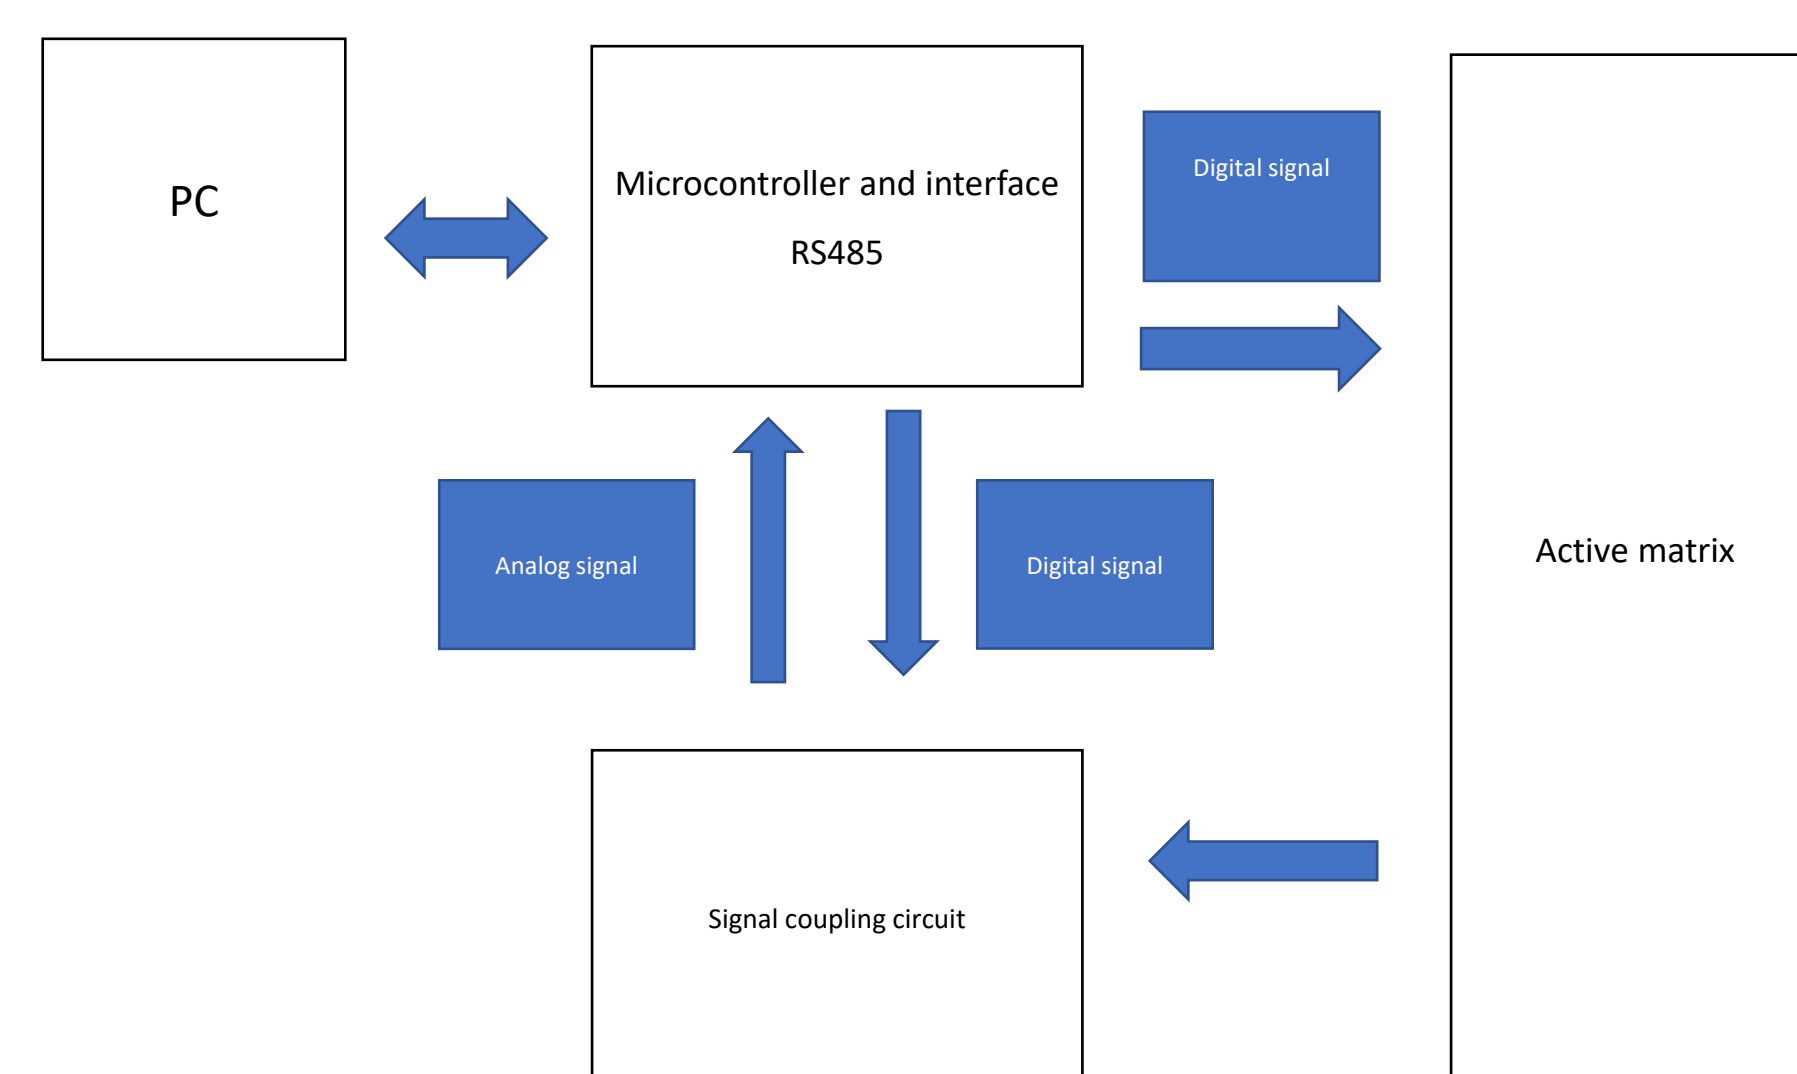 PC
Microcontroller and interface
RS485
Digital signal
Analog signal
Digital signal
Active matrix
Signal coupling circuit